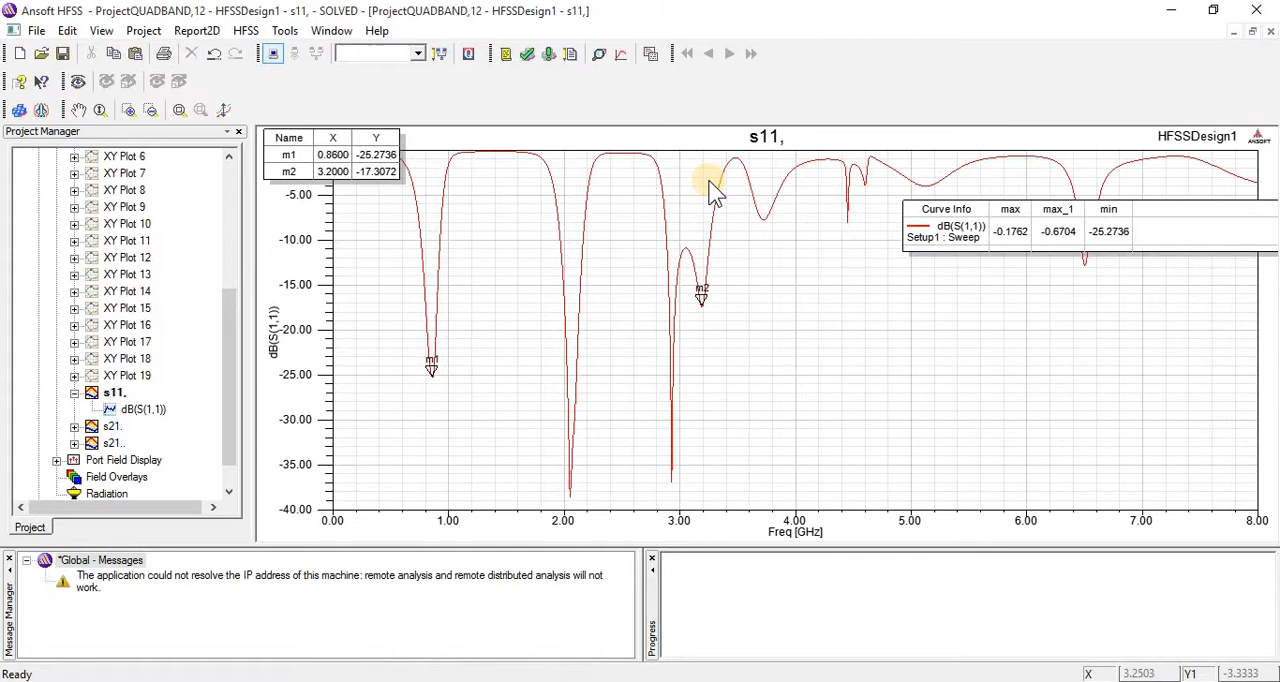 Ansoft HFSS - ProjectQUADBAND,12 - HFSSDesign1 - s11, - SOLVED - [ProjectQUADBAND,12 - HFSSDesign1 - s11,]
File Edit View Project Report2D HFSS Tools Window Help
Project Manager
XY Plot 6
XY Plot 7
XY Plot 8
XY Plot 9
XY Plot 10
XY Plot 11
XY Plot 12
XY Plot 13
XY Plot 14
XY Plot 15
XY Plot 16
XY Plot 17
XY Plot 18
XY Plot 19
s11,
dB(S(1,1))
s21.
s21..
Port Field Display
Field Overlays
Radiation
Project
s11,
HFSSDesign1
ANSOFT
Name X Y
m1 0.8600 -25.2736
m2 3.2000 -17.3072
Curve Info max max_1 min
dB(S(1,1)) -0.1762 -0.6704 -25.2736
Setup1 : Sweep
dB(S(1,1))
-5.00
-10.00
-15.00
-20.00
-25.00
-30.00
-35.00
-40.00
m1
m2
0.00 1.00 2.00 3.00 4.00 5.00 6.00 7.00 8.00
Freq [GHz]
Message Manager
*Global - Messages
The application could not resolve the IP address of this machine: remote analysis and remote distributed analysis will not
work.
Progress
Ready
X 3.2503 Y1 -3.3333